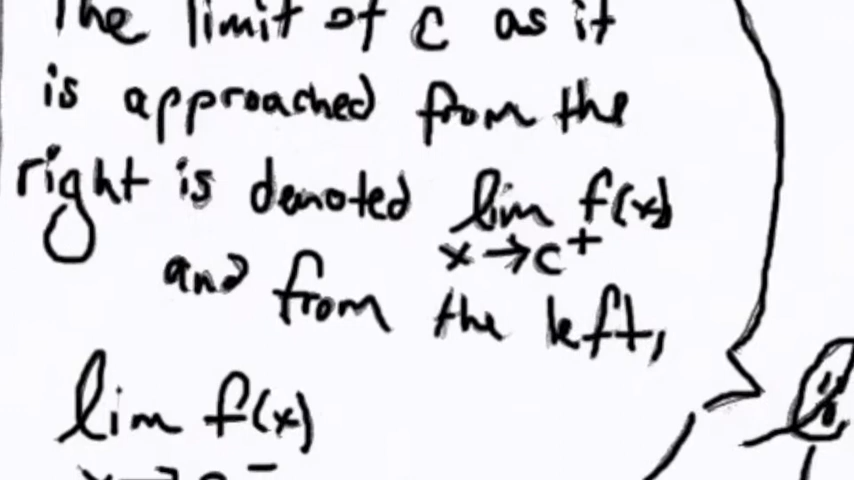 The limit of c as it
is approached from the
right is denoted lim f(x)
x→c⁺
and from the left,
lim f(x)
x→c⁻